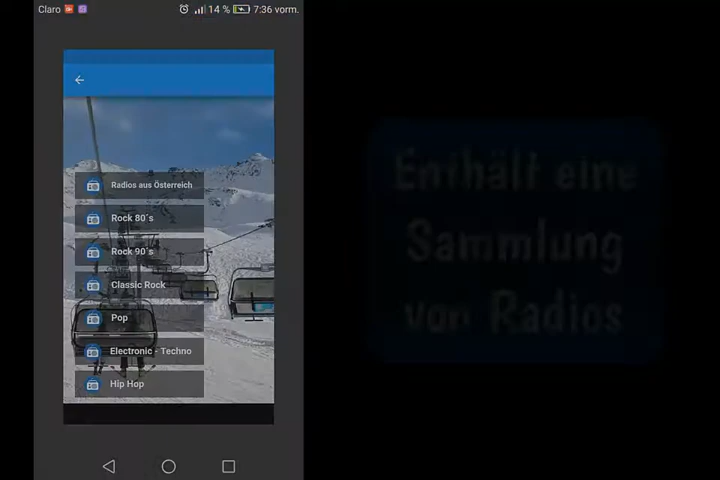 Claro
14 %
7:36 vorm.
Radios aus Österreich
Rock 80´s
Rock 90´s
Classic Rock
Pop
Electronic - Techno
Hip Hop
Enthält eine
Sammlung
von Radios